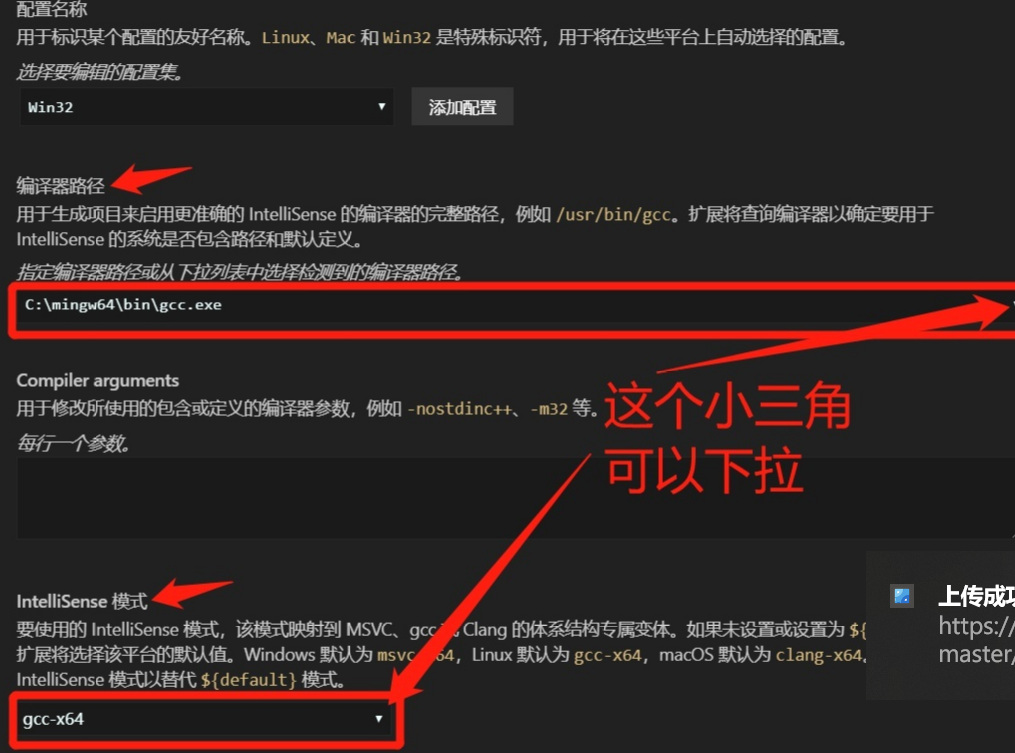 配置名称
用于标识某个配置的友好名称。Linux、Mac 和 Win32 是特殊标识符，用于将在这些平台上自动选择的配置。
选择要编辑的配置集。
Win32
添加配置
编译器路径
用于生成项目来启用更准确的 IntelliSense 的编译器的完整路径，例如 /usr/bin/gcc。扩展将查询编译器以确定要用于
IntelliSense 的系统是否包含路径和默认定义。
指定编译器路径或从下拉列表中选择检测到的编译器路径。
C:\mingw64\bin\gcc.exe
Compiler arguments
用于修改所使用的包含或定义的编译器参数，例如 -nostdinc++、-m32 等。
每行一个参数。
这个小三角
可以下拉
IntelliSense 模式
要使用的 IntelliSense 模式，该模式映射到 MSVC、gcc Clang 的体系结构专属变体。如果未设置或设置为 ${
扩展将选择该平台的默认值。Windows 默认为 msvc 64，Linux 默认为 gcc-x64，macOS 默认为 clang-x64。
IntelliSense 模式以替代 ${default} 模式。
gcc-x64
上传成功
https://
master/